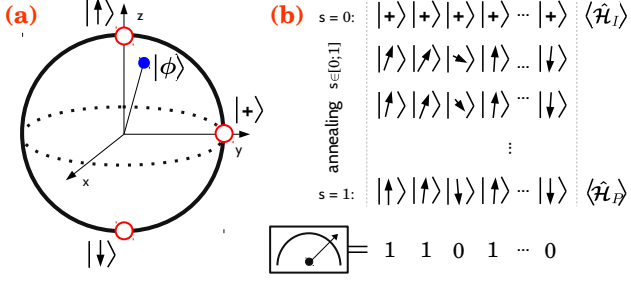 (a)
|↑⟩
z
|ϕ⟩
|+⟩
y
x
|↓⟩
(b)
s = 0: |+⟩ |+⟩ |+⟩ |+⟩ ··· |+⟩ ⟨Ĥ_I⟩
annealing s∈[0;1]
|↗⟩ |↗⟩ |↘⟩ |↑⟩ ... |↓⟩
|↗⟩ |↗⟩ |↘⟩ |↑⟩ ... |↓⟩
⋮
s = 1: |↑⟩ |↑⟩ |↓⟩ |↑⟩ ··· |↓⟩ ⟨Ĥ_P⟩
1 1 0 1 ··· 0